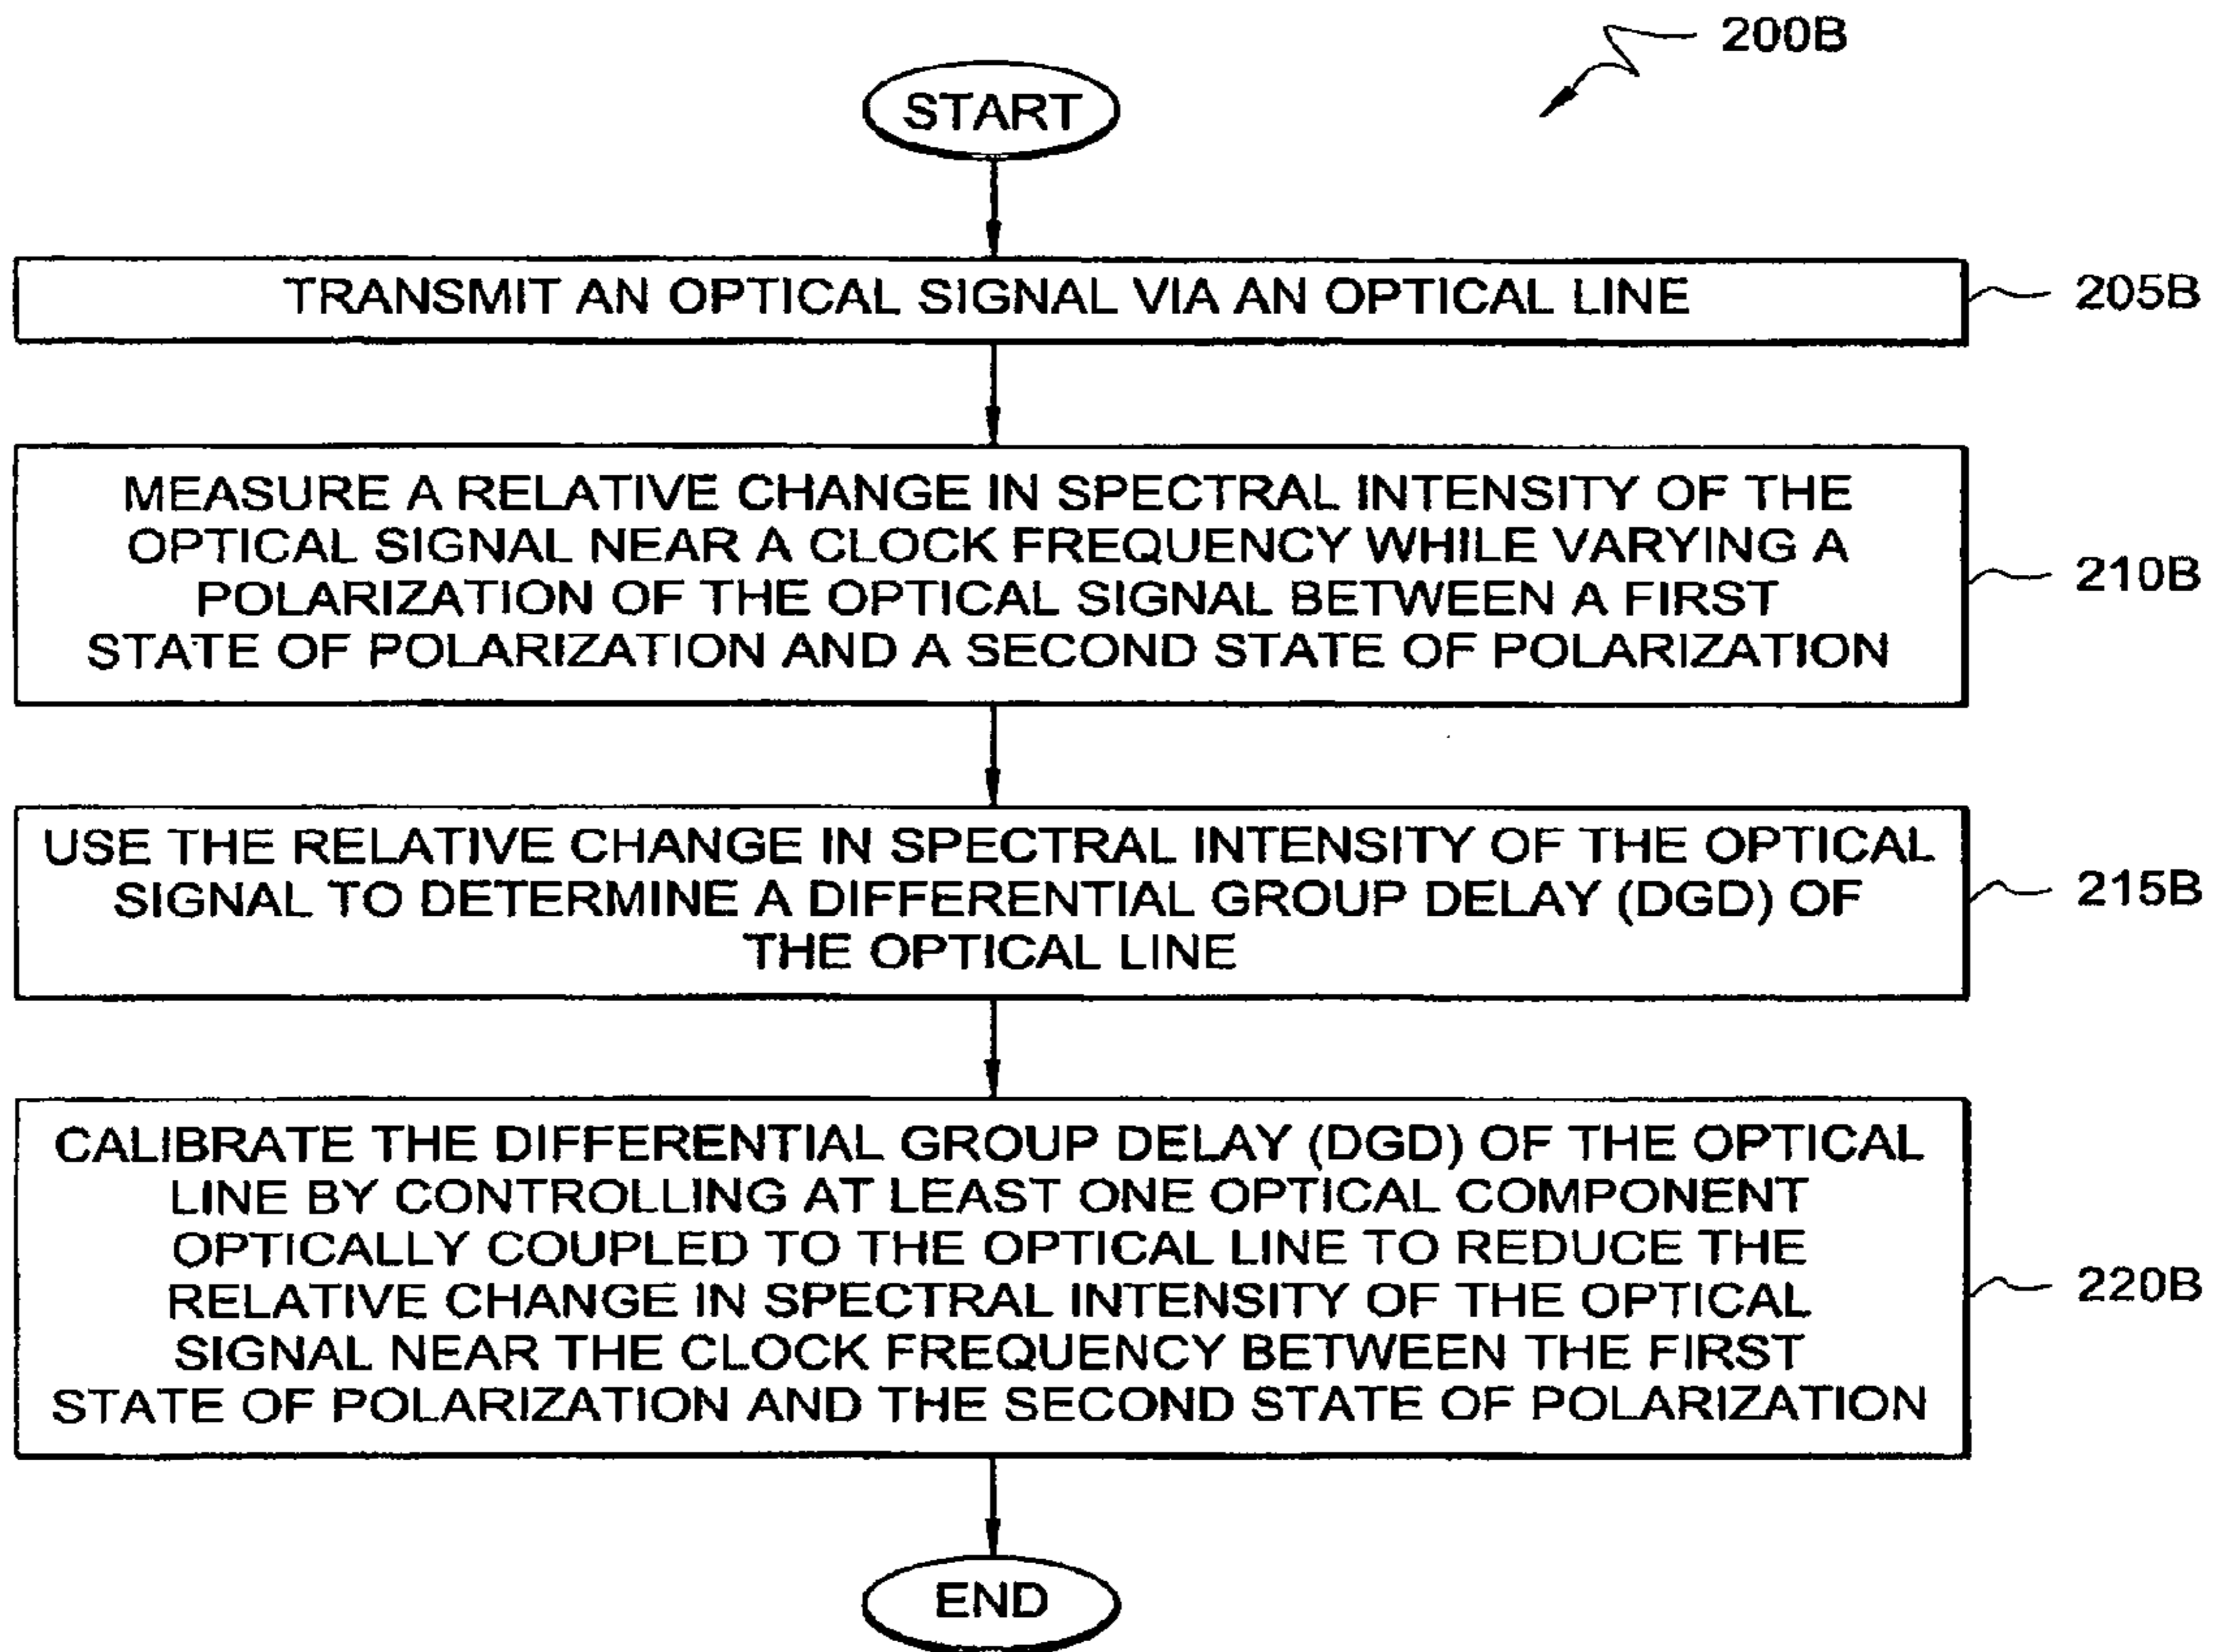 200B
START
TRANSMIT AN OPTICAL SIGNAL VIA AN OPTICAL LINE
205B
MEASURE A RELATIVE CHANGE IN SPECTRAL INTENSITY OF THE
OPTICAL SIGNAL NEAR A CLOCK FREQUENCY WHILE VARYING A
POLARIZATION OF THE OPTICAL SIGNAL BETWEEN A FIRST
STATE OF POLARIZATION AND A SECOND STATE OF POLARIZATION
210B
USE THE RELATIVE CHANGE IN SPECTRAL INTENSITY OF THE OPTICAL
SIGNAL TO DETERMINE A DIFFERENTIAL GROUP DELAY (DGD) OF
THE OPTICAL LINE
215B
CALIBRATE THE DIFFERENTIAL GROUP DELAY (DGD) OF THE OPTICAL
LINE BY CONTROLLING AT LEAST ONE OPTICAL COMPONENT
OPTICALLY COUPLED TO THE OPTICAL LINE TO REDUCE THE
RELATIVE CHANGE IN SPECTRAL INTENSITY OF THE OPTICAL
SIGNAL NEAR THE CLOCK FREQUENCY BETWEEN THE FIRST
STATE OF POLARIZATION AND THE SECOND STATE OF POLARIZATION
220B
END